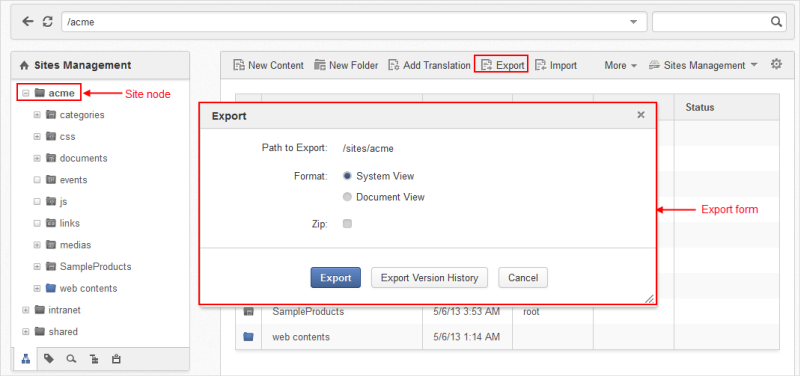 /acme
Sites Management
acme
Site node
categories
css
documents
events
js
links
medias
SampleProducts
web contents
intranet
shared
New Content New Folder Add Translation Export Import More Sites Management
Status
Export
Path to Export: /sites/acme
Format: System View
Document View
Zip:
Export Export Version History Cancel
Export form
SampleProducts 5/6/13 3:53 AM root
web contents 5/6/13 1:14 AM